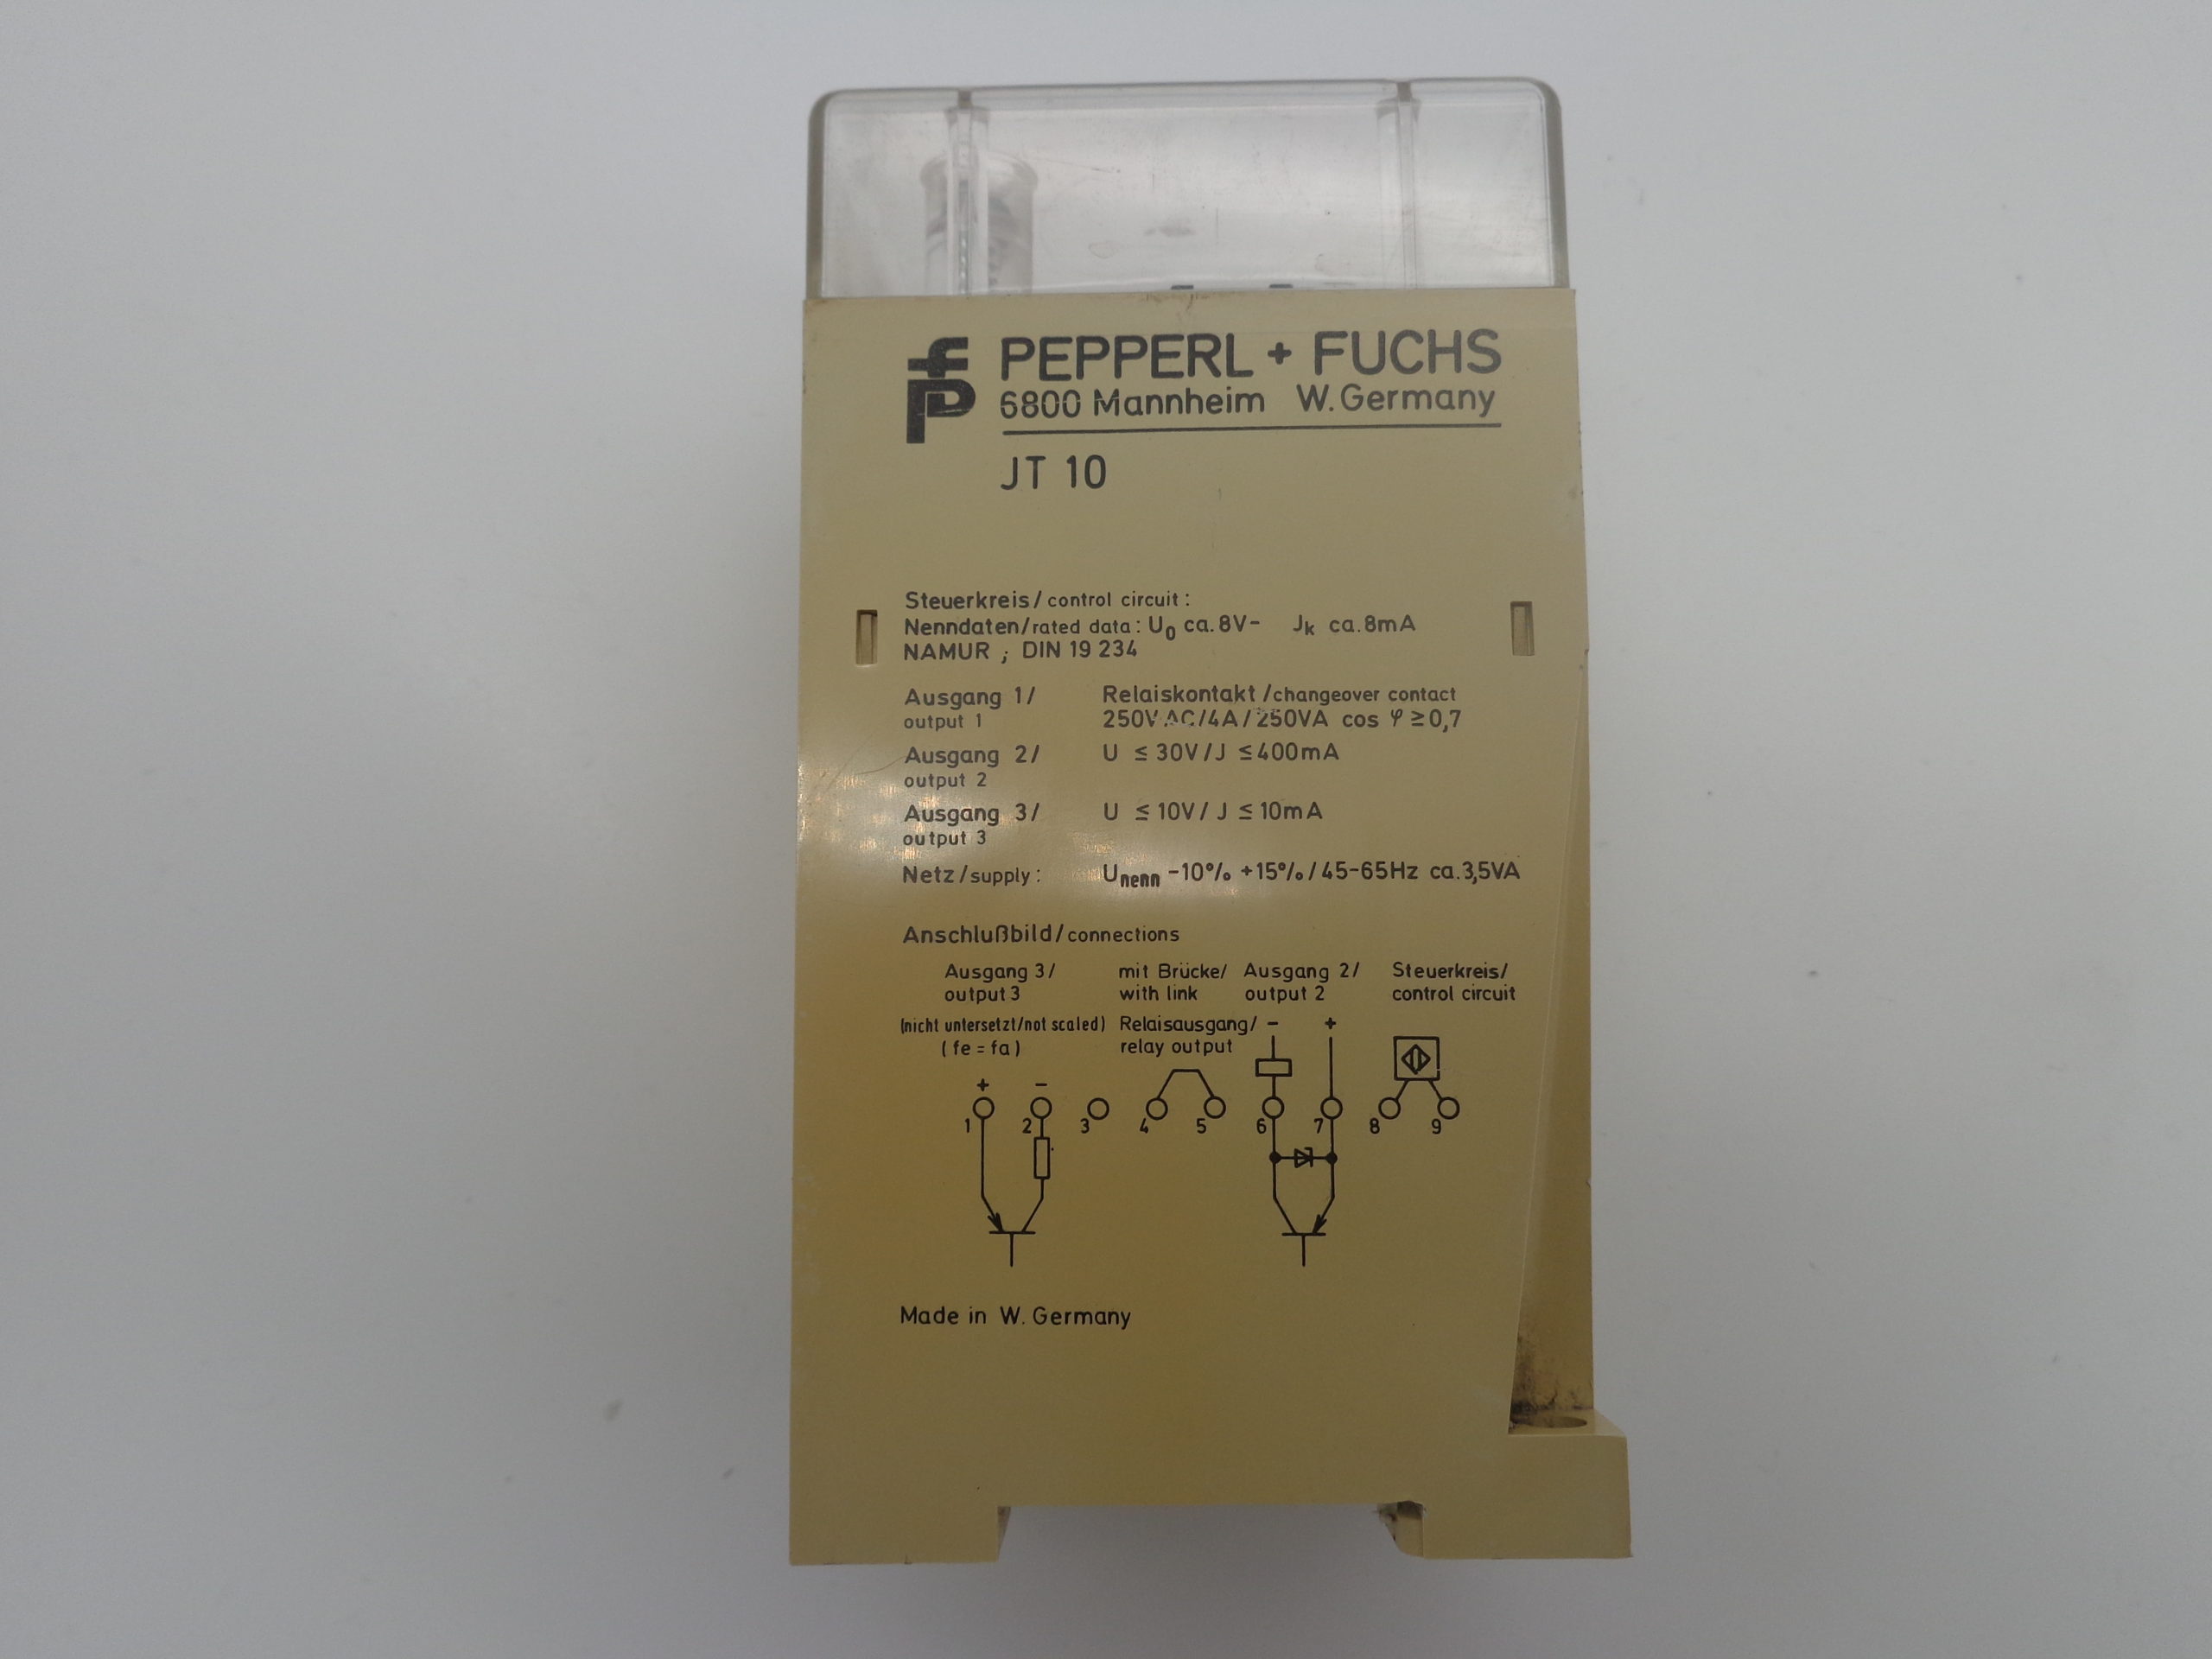 PEPPERL + FUCHS
6800 Mannheim W. Germany
JT 10
Steuerkreis / control circuit :
Nenndaten / rated data : U0 ca. 8V- Jk ca. 8mA
NAMUR ; DIN 19 234
Ausgang 1/ Relaiskontakt / changeover contact
output 1 250V AC/4A/250VA cos φ ≥ 0,7
Ausgang 2/ U ≤ 30V / J ≤ 400mA
output 2
Ausgang 3/ U ≤ 10V / J ≤ 10mA
output 3
Netz / supply : Unenn -10% +15% / 45-65Hz ca. 3,5VA
Anschlußbild / connections
Ausgang 3/ mit Brücke/ Ausgang 2/ Steuerkreis/
output 3 with link output 2 control circuit
(nicht untersetzt/not scaled) Relaisausgang/ - +
( fe = fa ) relay output
+ -
1 2 3 4 5 6 7 8 9
Made in W. Germany